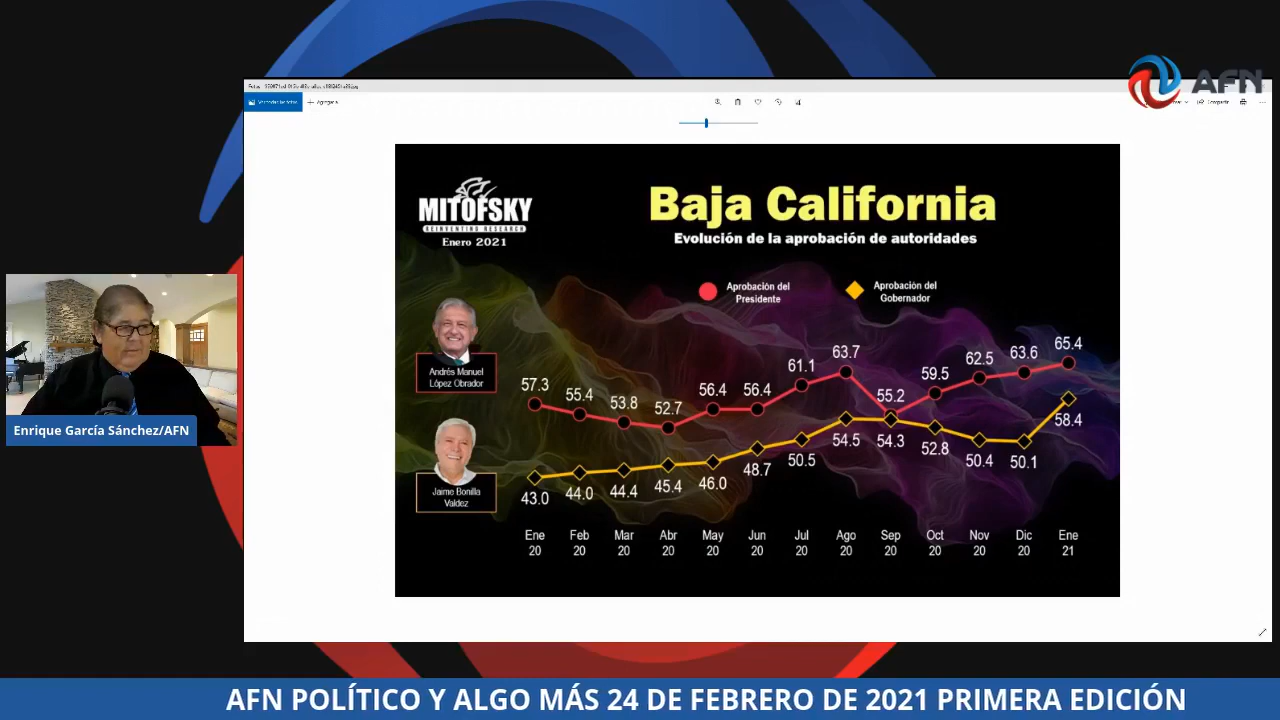 AFN
Agregar a
Compartir
MITOFSKY
REINVENTING RESEARCH
Enero 2021
Baja California
Evolución de la aprobación de autoridades
Aprobación del
Presidente
Aprobación del
Gobernador
Andrés Manuel
López Obrador
57.3 55.4 53.8 52.7 56.4 56.4 61.1 63.7 55.2 59.5 62.5 63.6 65.4
Jaime Bonilla
Valdez
43.0 44.0 44.4 45.4 46.0 48.7 50.5 54.5 54.3 52.8 50.4 50.1 58.4
Ene Feb Mar Abr May Jun Jul Ago Sep Oct Nov Dic Ene
20 20 20 20 20 20 20 20 20 20 20 20 21
Enrique García Sánchez/AFN
AFN POLÍTICO Y ALGO MÁS 24 DE FEBRERO DE 2021 PRIMERA EDICIÓN